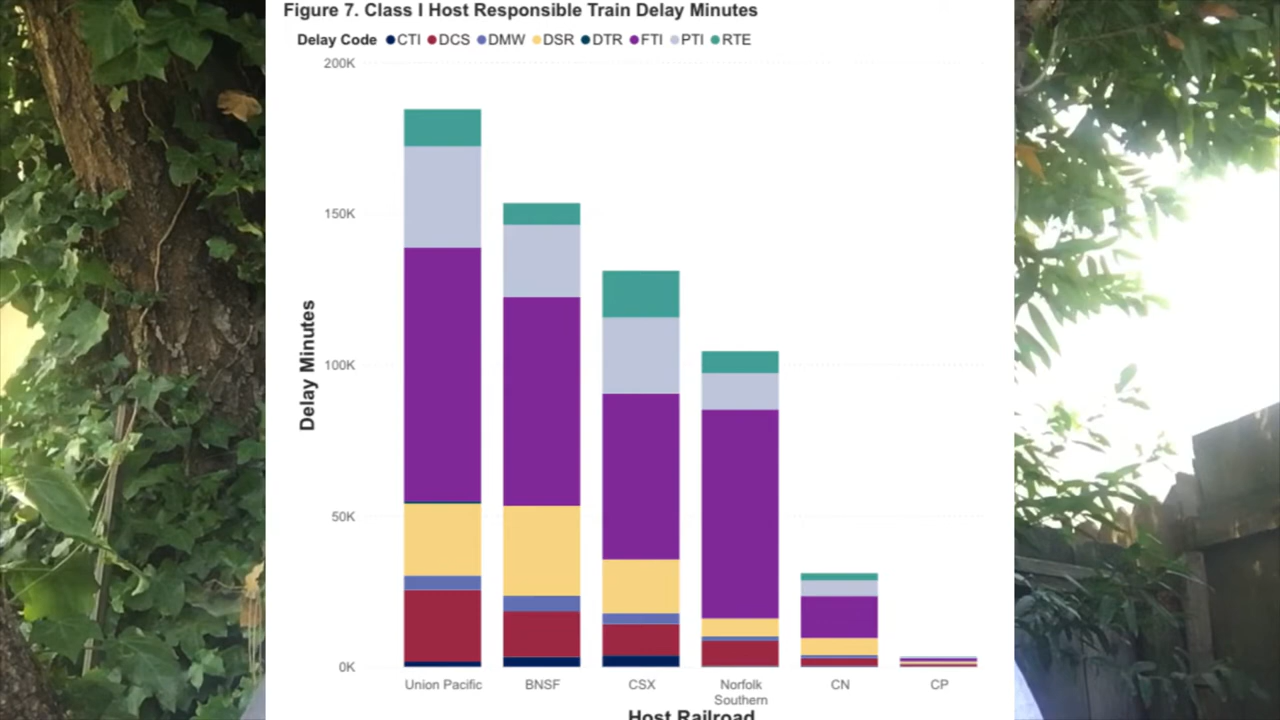 Figure 7. Class I Host Responsible Train Delay Minutes
Delay Code CTI DCS DMW DSR DTR FTI PTI RTE
200K
150K
100K
50K
0K
Delay Minutes
Union Pacific BNSF CSX Norfolk Southern CN CP
Host Railroad